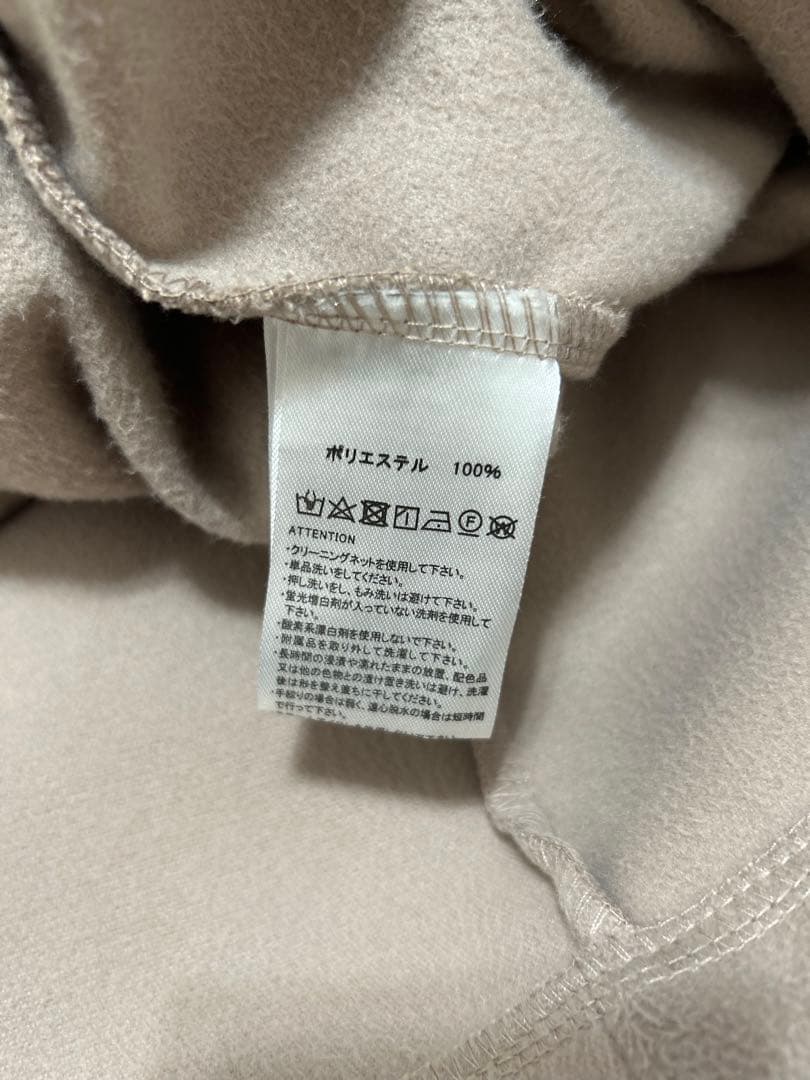 ポリエステル 100%
F W
ATTENTION
・クリーニングネットを使用して下さい。
・単品洗いをしてください。
・押し洗いをし、もみ洗いは避けて下さい。
・蛍光増白剤が入っていない洗剤を使用して
下さい。
・酸素系漂白剤を使用しないで下さい。
・附属品を取り外して洗濯して下さい。
・長時間の浸漬や濡れたままの放置、配色品
又は他の色物との漬け置き洗いは避け、洗濯
後は形を整え直ちに干してください。
・手絞りの場合は弱く、遠心脱水の場合は短時間
で行って下さい。